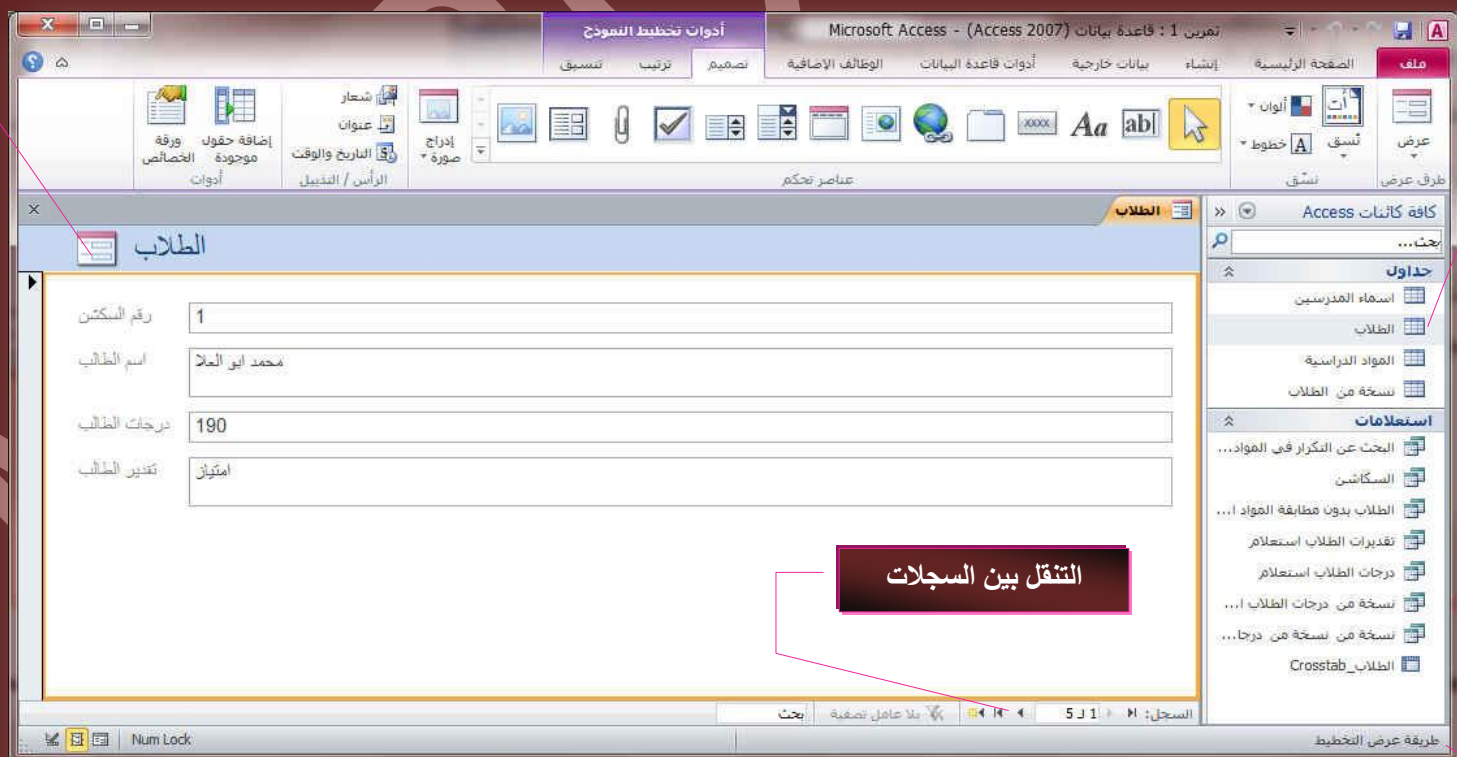 تمرين 1 : قاعدة بيانات (Access 2007) - Microsoft Access
أدوات تخطيط النموذج
ملف
الصفحة الرئيسية
إنشاء
بيانات خارجية
أدوات قاعدة البيانات
الوظائف الإضافية
تصميم
ترتيب
تنسيق
عرض
طرق عرض
أت
نُسق
ألوان
A خطوط
نسّق
ab|
Aa
xxxx
عناصر تحكم
إدراج صورة
شعار
عنوان
التاريخ والوقت
الرأس / التذييل
إضافة حقول موجودة
ورقة الخصائص
أدوات
كافة كائنات Access
بحث...
جداول
اسماء المدرسين
الطلاب
المواد الدراسية
نسخة من الطلاب
استعلامات
البحث عن التكرار في المواد...
السكاشن
الطلاب بدون مطابقة المواد ا...
تقديرات الطلاب استعلام
درجات الطلاب استعلام
نسخة من درجات الطلاب ا...
نسخة من نسخة من درجا...
الطلاب_Crosstab
الطلاب
الطلاب
رقم السكشن
1
اسم الطالب
محمد ابو العلا
درجات الطالب
190
تقدير الطالب
امتياز
التنقل بين السجلات
السجل: 1 لـ 5
بلا عامل تصفية
بحث
طريقة عرض التخطيط
Num Lock